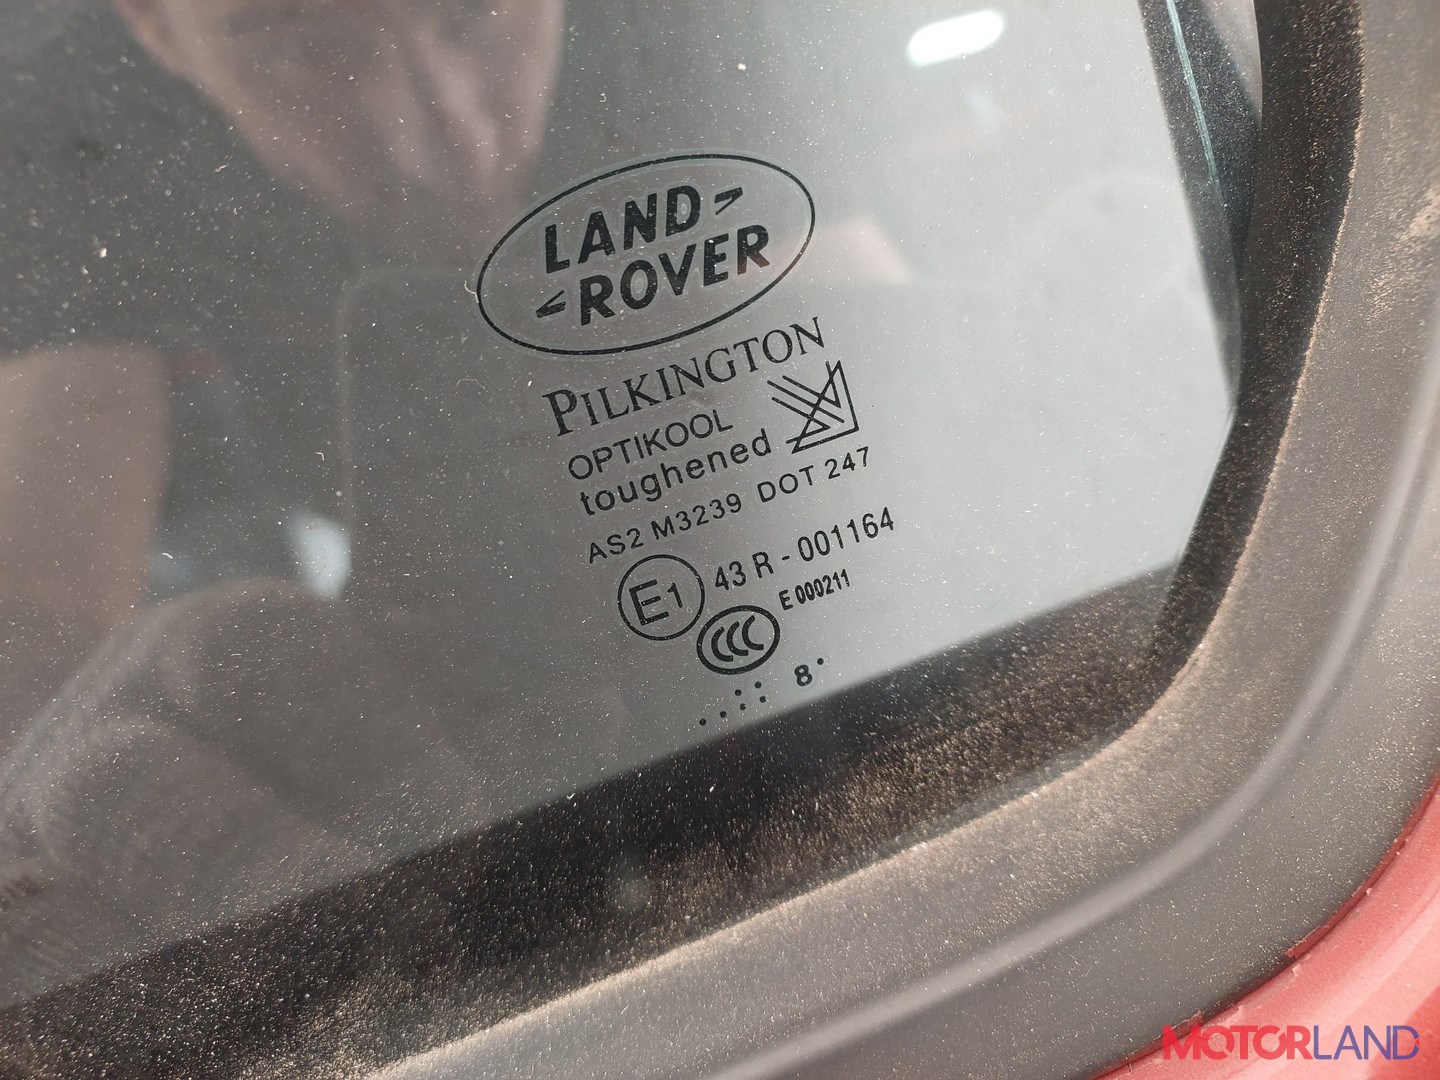 LAND
ROVER
PILKINGTON
OPTIKOOL
toughened
AS2 M3239 DOT 247
E1 43 R - 001164
CCC E 000211
.. : : 8 ·
MOTORLAND